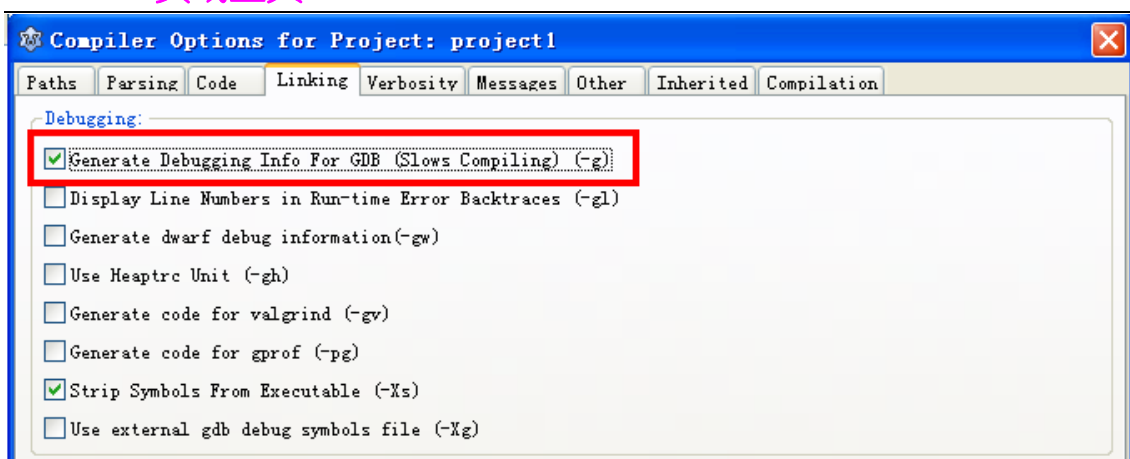 Compiler Options for Project: project1
Paths Parsing Code Linking Verbosity Messages Other Inherited Compilation
Debugging:
Generate Debugging Info For GDB (Slows Compiling) (-g)
Display Line Numbers in Run-time Error Backtraces (-gl)
Generate dwarf debug information(-gw)
Use Heaptrc Unit (-gh)
Generate code for valgrind (-gv)
Generate code for gprof (-pg)
Strip Symbols From Executable (-Xs)
Use external gdb debug symbols file (-Xg)